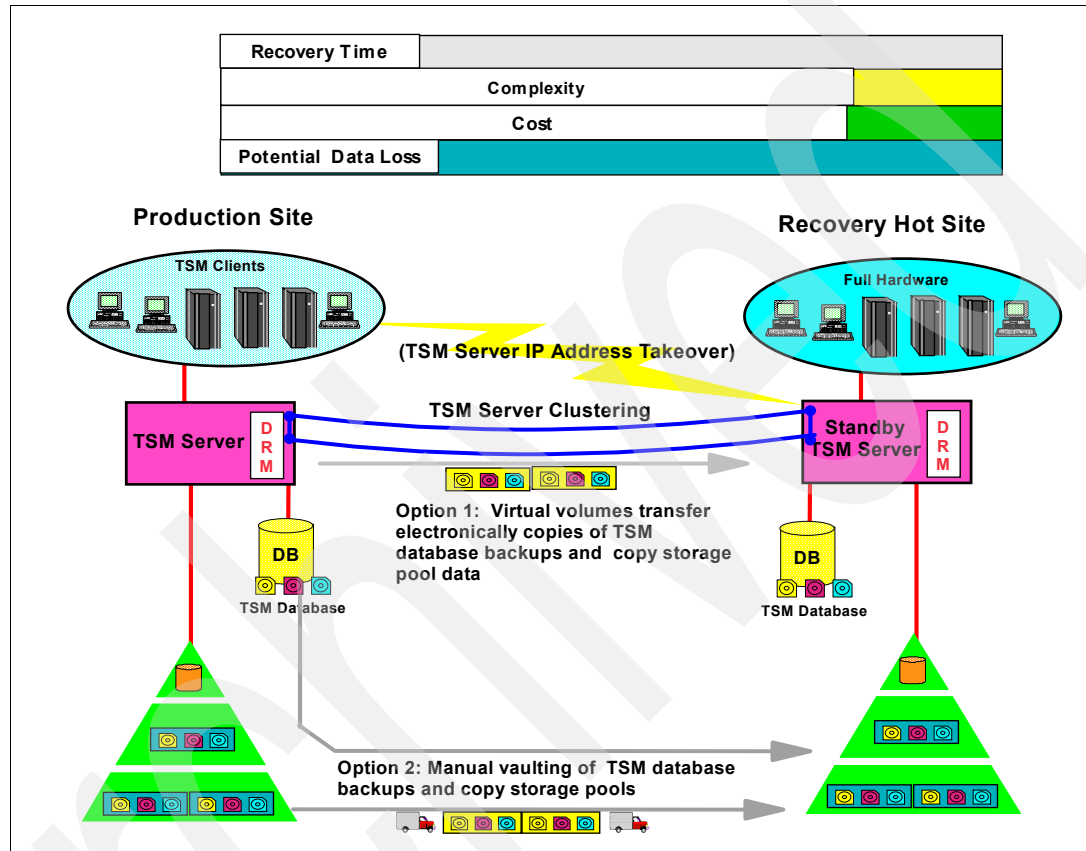 Recovery Time
Complexity
Cost
Potential Data Loss
Production Site
Recovery Hot Site
TSM Clients
Full Hardware
(TSM Server IP Address Takeover)
TSM Server Clustering
TSM Server
D
R
M
Standby
TSM Server
D
R
M
Option 1: Virtual volumes transfer
electronically copies of TSM
database backups and copy storage
pool data
DB
TSM Database
DB
TSM Database
Option 2: Manual vaulting of TSM database
backups and copy storage pools